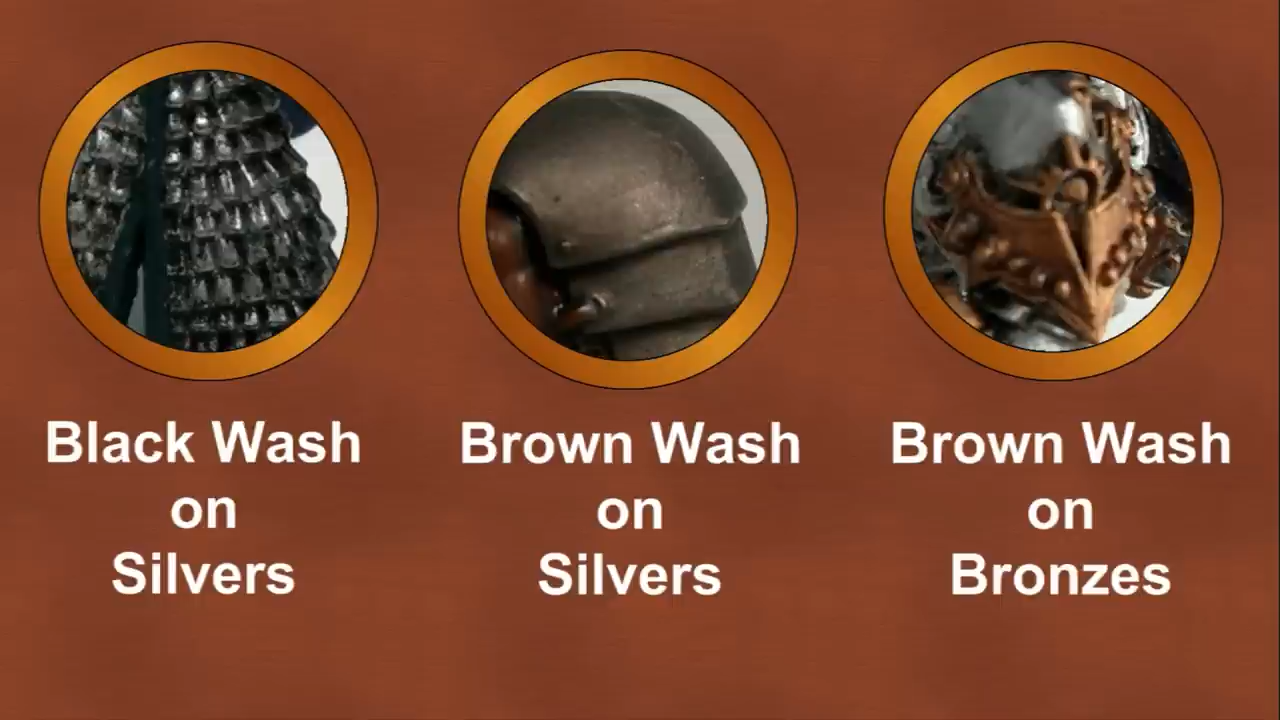 Black Wash
on
Silvers
Brown Wash
on
Silvers
Brown Wash
on
Bronzes